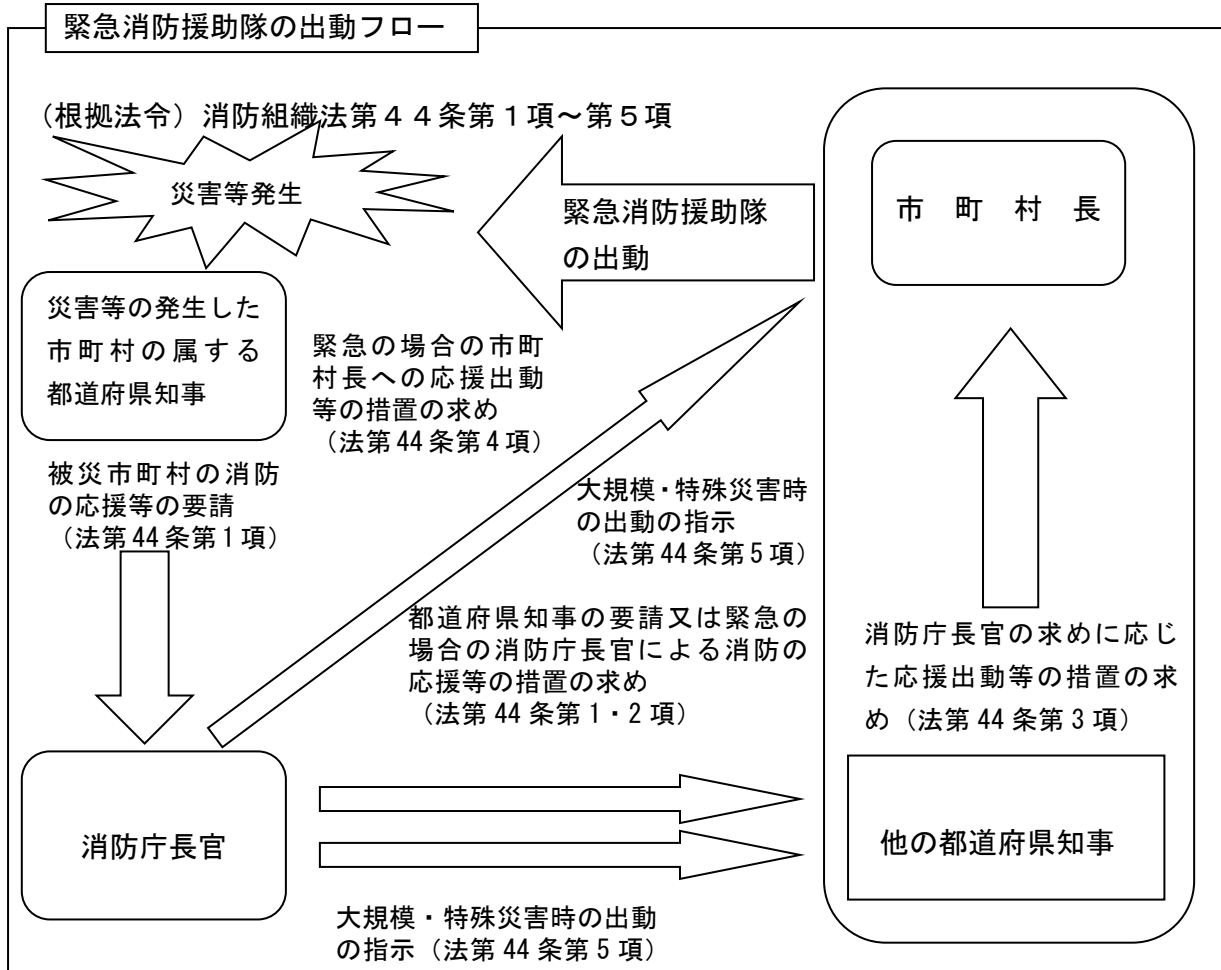 緊急消防援助隊の出動フロー
（根拠法令）消防組織法第４４条第１項～第５項
災害等発生
緊急消防援助隊
の出動
市　町　村　長
災害等の発生した
市町村の属する
都道府県知事
緊急の場合の市町
村長への応援出動
等の措置の求め
（法第44条第4項）
被災市町村の消防
の応援等の要請
（法第44条第1項）
大規模・特殊災害時
の出動の指示
（法第44条第5項）
都道府県知事の要請又は緊急の
場合の消防庁長官による消防の
応援等の措置の求め
（法第44条第1・2項）
消防庁長官の求めに応じ
た応援出動等の措置の求
め（法第44条第3項）
消防庁長官
他の都道府県知事
大規模・特殊災害時の出動
の指示（法第44条第5項）